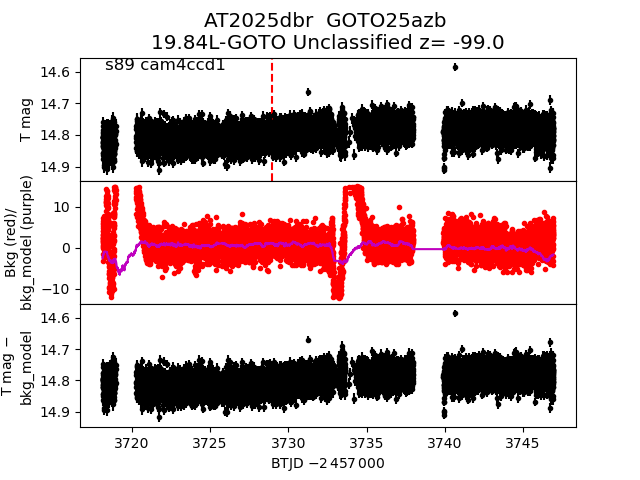 AT2025dbr  GOTO25azb
19.84L-GOTO Unclassified z= -99.0
s89 cam4ccd1
14.6
14.7
14.8
14.9
T mag
10
0
−10
Bkg (red)/
bkg_model (purple)
14.6
14.7
14.8
14.9
T mag −
bkg_model
3720 3725 3730 3735 3740 3745
BTJD −2 457 000